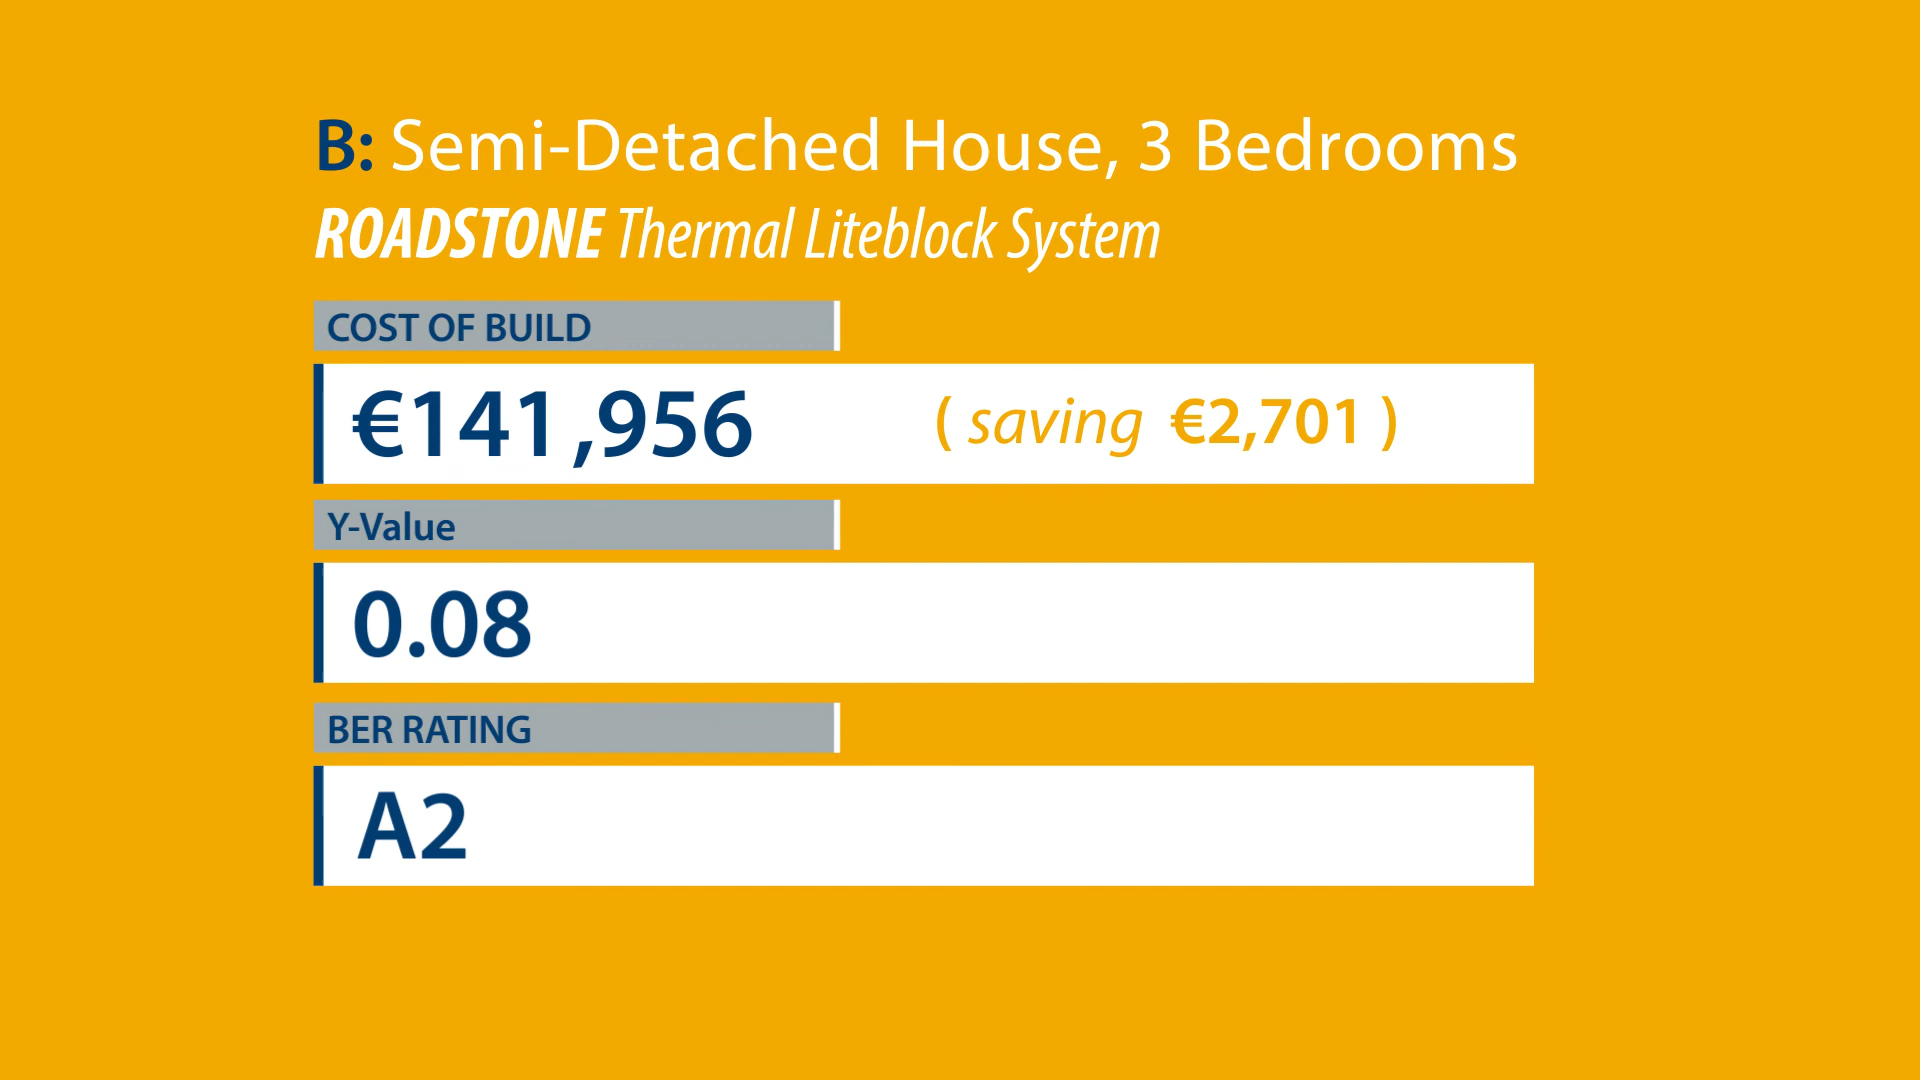 B: Semi-Detached House, 3 Bedrooms
ROADSTONE Thermal Liteblock System
COST OF BUILD
€141,956 ( saving €2,701 )
Y-Value
0.08
BER RATING
A2